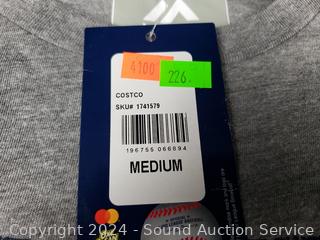 4100
226.
COSTCO
SKU# 1741579
196755 066894
MEDIUM
Copyright 2024 - Sound Auction Service